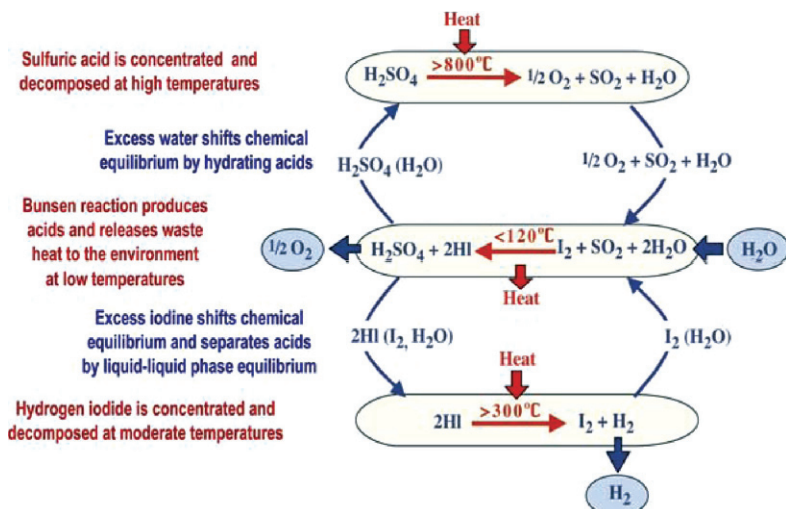 Heat
Sulfuric acid is concentrated and
decomposed at high temperatures
H₂SO₄ >800°C 1/2 O₂ + SO₂ + H₂O
Excess water shifts chemical
equilibrium by hydrating acids
H₂SO₄ (H₂O)
1/2 O₂ + SO₂ + H₂O
Bunsen reaction produces
acids and releases waste
heat to the environment
at low temperatures
1/2 O₂
H₂SO₄ + 2HI <120°C I₂ + SO₂ + 2H₂O
H₂O
Heat
Excess iodine shifts chemical
equilibrium and separates acids
by liquid-liquid phase equilibrium
2HI (I₂, H₂O)
I₂ (H₂O)
Heat
Hydrogen iodide is concentrated and
decomposed at moderate temperatures
2HI >300°C I₂ + H₂
H₂